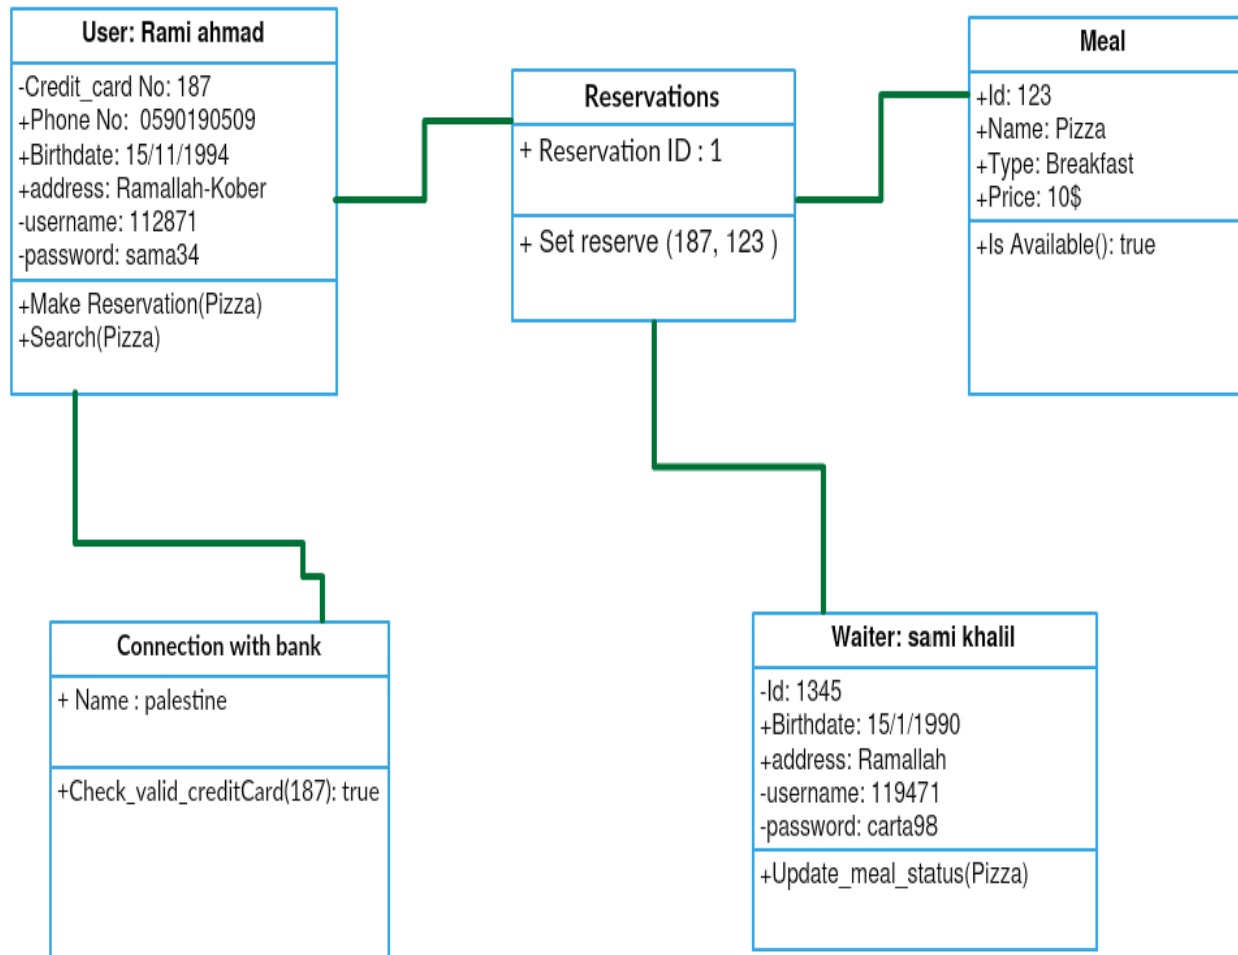 User: Rami ahmad
-Credit_card No: 187
+Phone No:  0590190509
+Birthdate: 15/11/1994
+address: Ramallah-Kober
-username: 112871
-password: sama34
+Make Reservation(Pizza)
+Search(Pizza)
Reservations
+ Reservation ID : 1
+ Set reserve (187, 123 )
Meal
+Id: 123
+Name: Pizza
+Type: Breakfast
+Price: 10$
+Is Available(): true
Connection with bank
+ Name : palestine
+Check_valid_creditCard(187): true
Waiter: sami khalil
-Id: 1345
+Birthdate: 15/1/1990
+address: Ramallah
-username: 119471
-password: carta98
+Update_meal_status(Pizza)